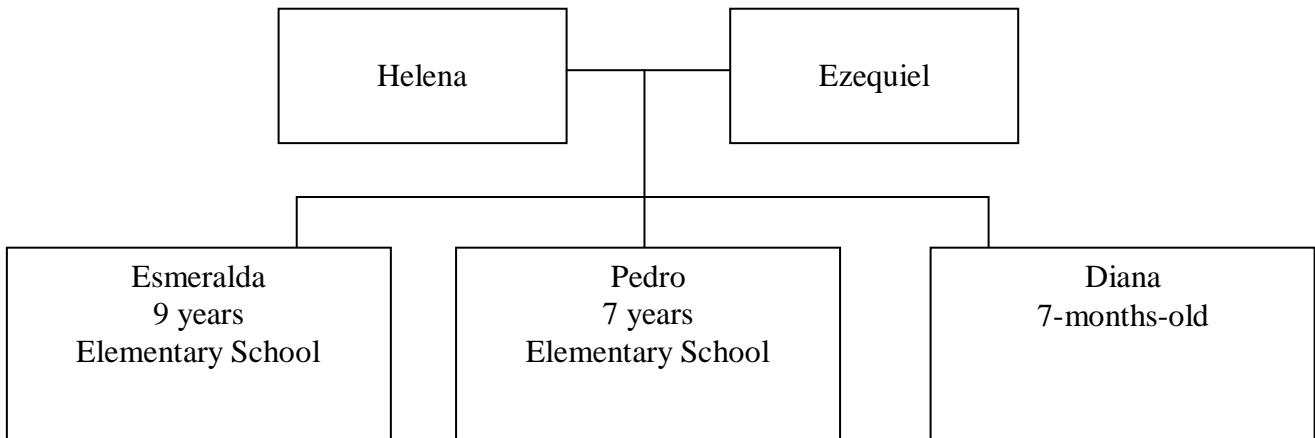 Helena
Ezequiel
Esmeralda
9 years
Elementary School
Pedro
7 years
Elementary School
Diana
7-months-old